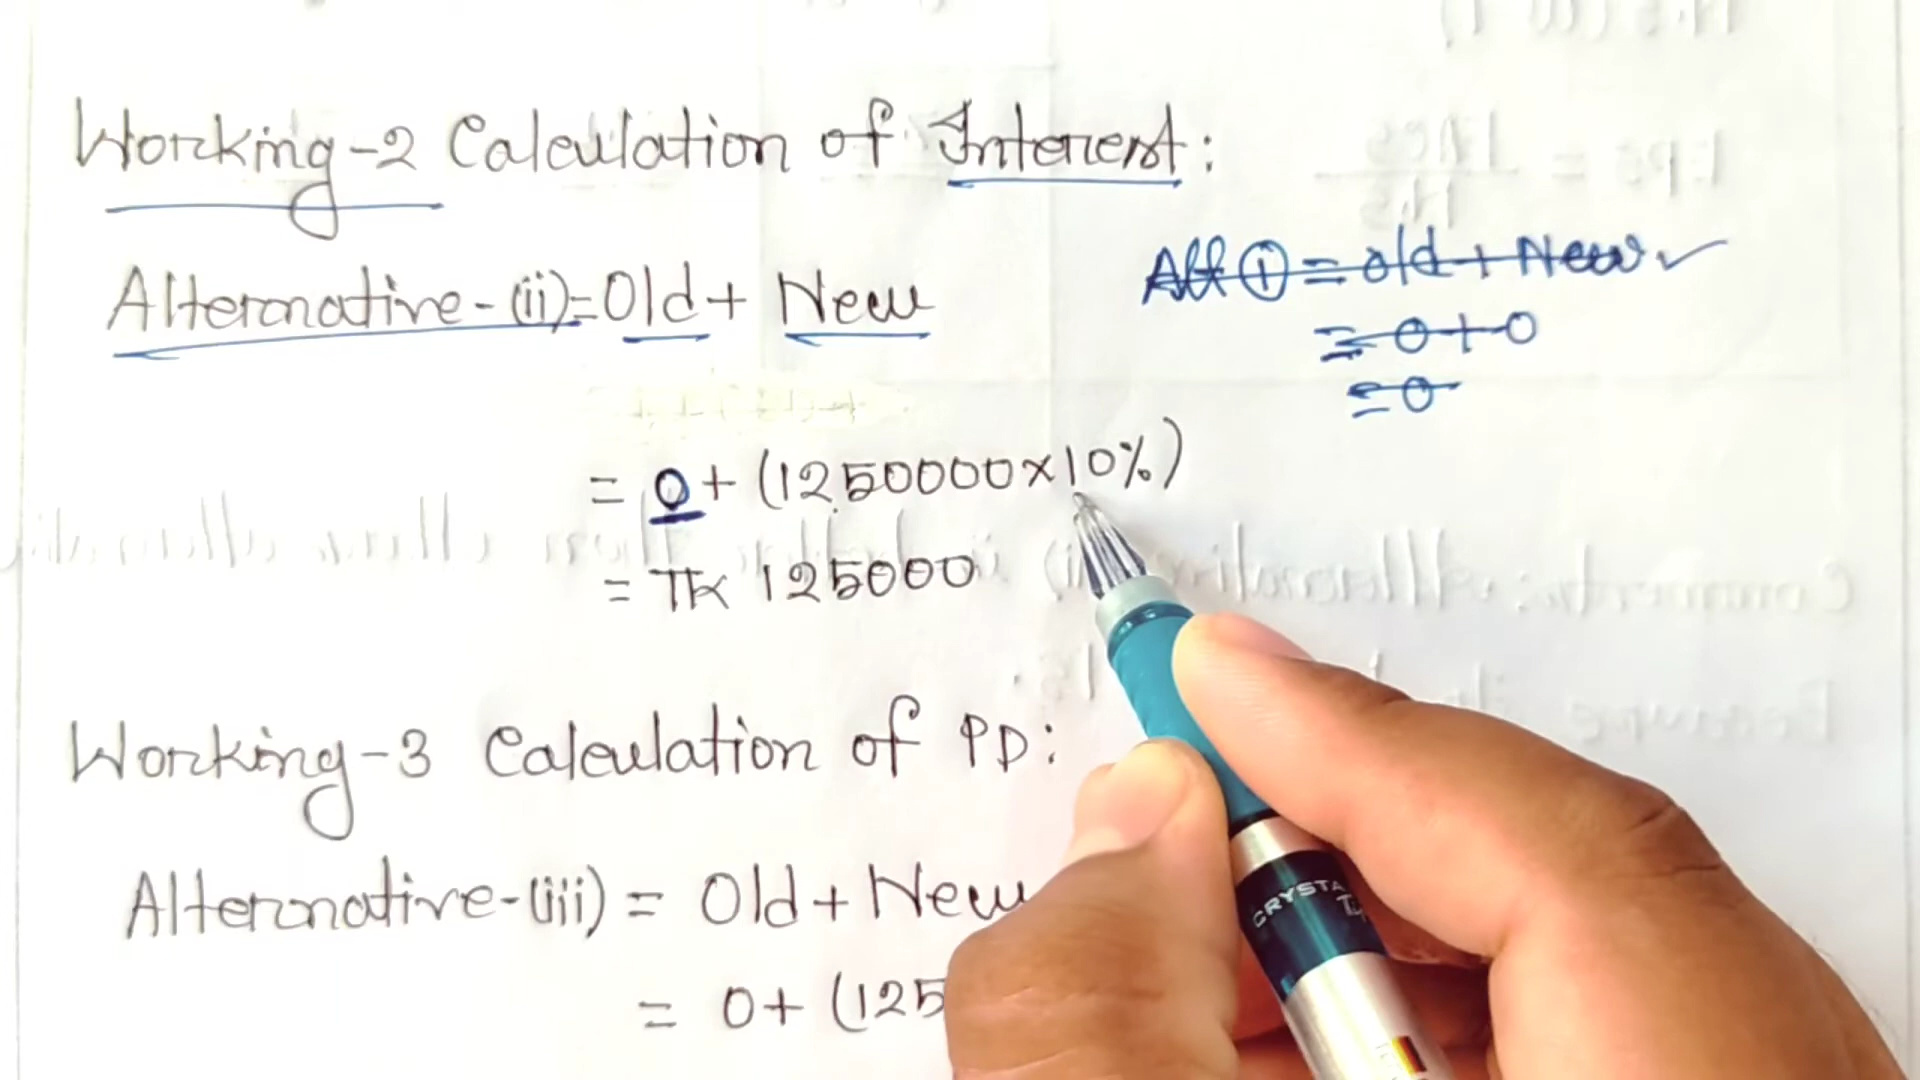 Working-2 Calculation of Interest:
Alternative-(ii)=Old+ New
Alt (i) = old + New ✓
= 0 + 0
= 0
= 0 + (1250000×10%)
= TK 125000
Working-3 Calculation of PD:
Alternative-(iii) = Old + New
= 0 + (125
CRYSTA